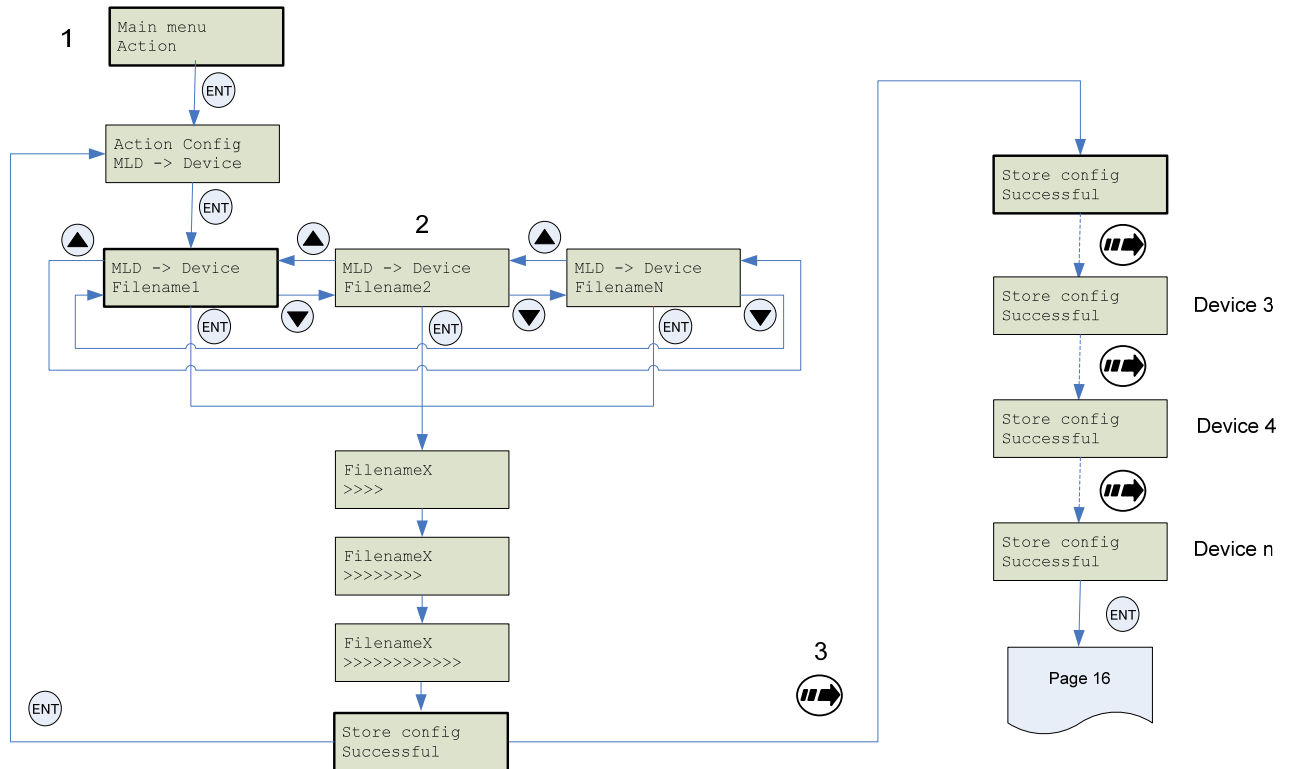 1
Main menu
Action
ENT
Action Config
MLD -> Device
ENT
2
MLD -> Device
Filename1
MLD -> Device
Filename2
MLD -> Device
FilenameN
ENT
ENT
ENT
FilenameX
>>>>
FilenameX
>>>>>>>>
FilenameX
>>>>>>>>>>>>
ENT
Store config
Successful
3
Store config
Successful
Store config
Successful
Device 3
Store config
Successful
Device 4
Store config
Successful
Device n
ENT
Page 16